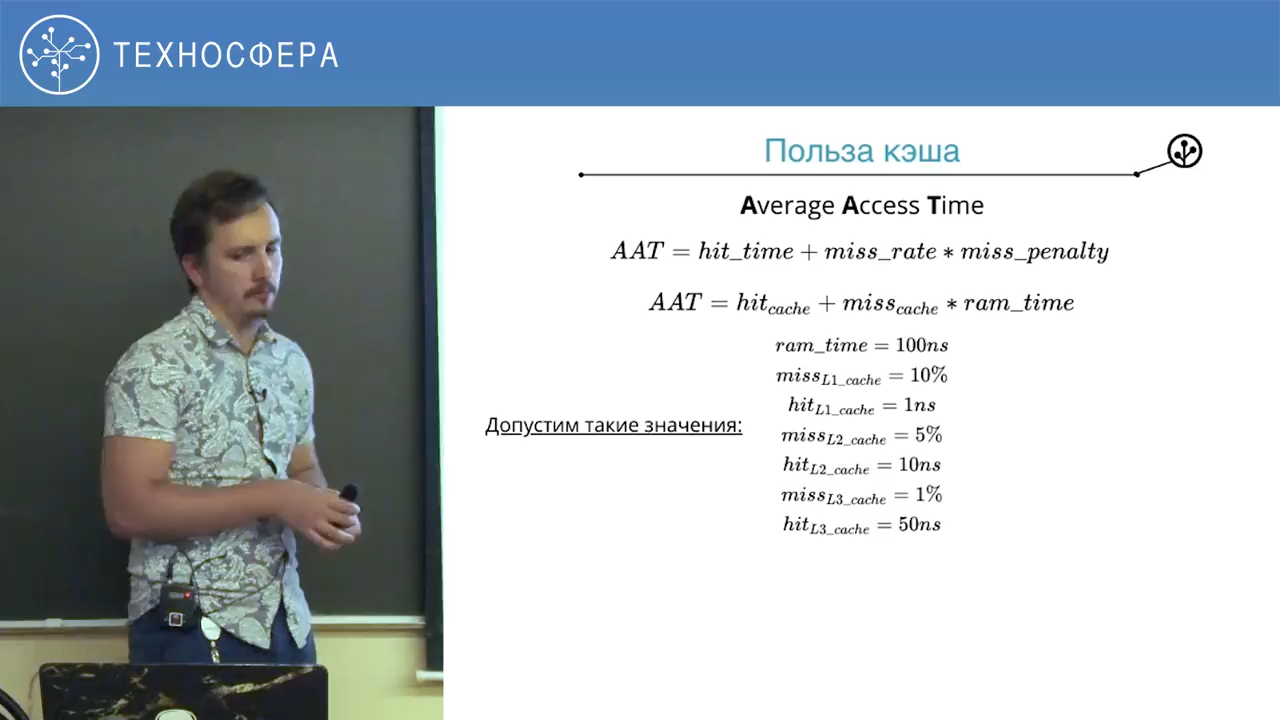 ТЕХНОСФЕРА
Польза кэша
Average Access Time
AAT = hit_time + miss_rate ∗ miss_penalty
AAT = hit_cache + miss_cache ∗ ram_time
Допустим такие значения:
ram_time = 100ns
miss_L1_cache = 10%
hit_L1_cache = 1ns
miss_L2_cache = 5%
hit_L2_cache = 10ns
miss_L3_cache = 1%
hit_L3_cache = 50ns